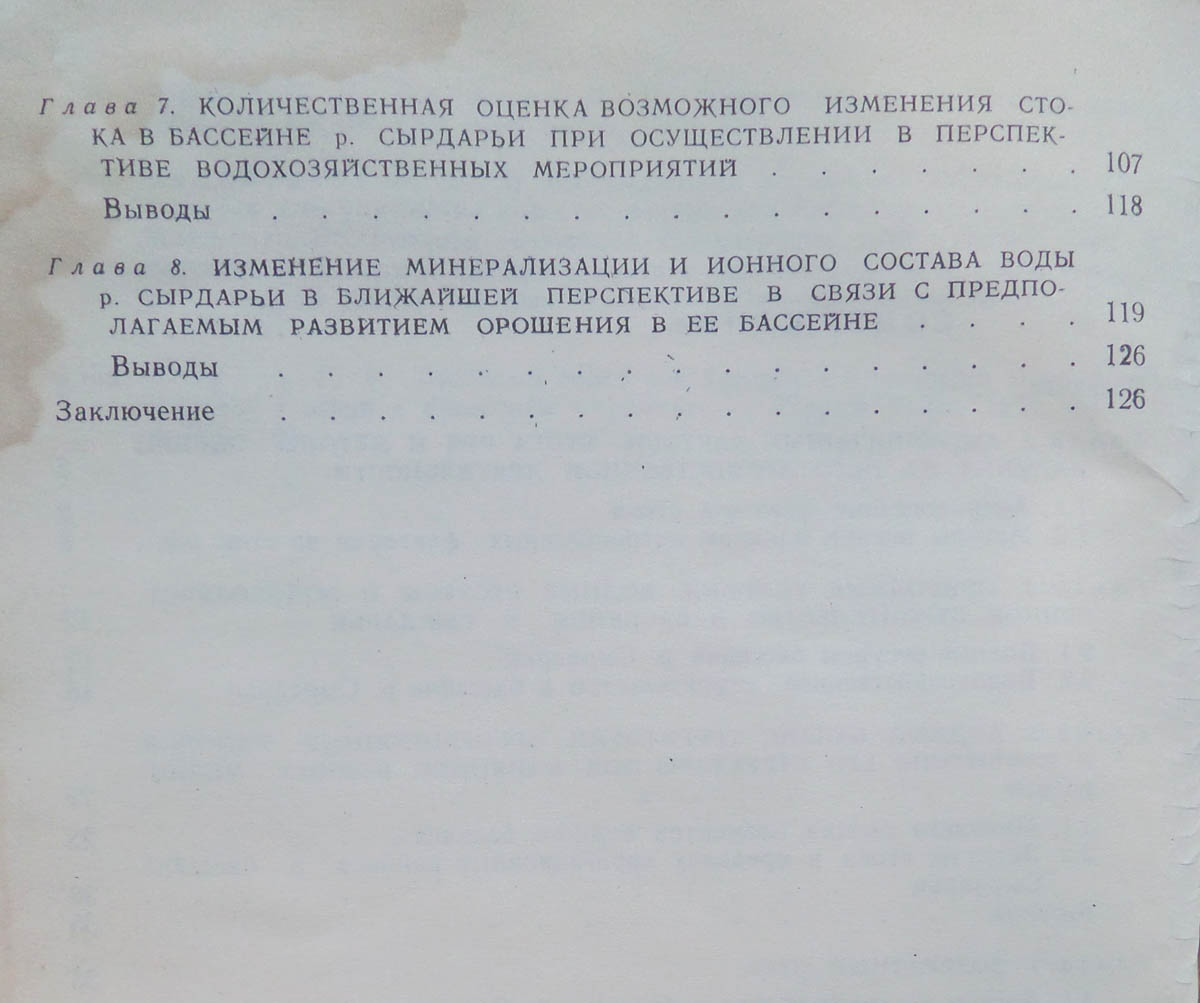 Глава 7. КОЛИЧЕСТВЕННАЯ ОЦЕНКА ВОЗМОЖНОГО ИЗМЕНЕНИЯ СТО-
КА В БАССЕЙНЕ р. СЫРДАРЬИ ПРИ ОСУЩЕСТВЛЕНИИ В ПЕРСПЕК-
ТИВЕ ВОДОХОЗЯЙСТВЕННЫХ МЕРОПРИЯТИЙ . . . . . . . 107
Выводы . . . . . . . . . . . . . . . . . 118
Глава 8. ИЗМЕНЕНИЕ МИНЕРАЛИЗАЦИИ И ИОННОГО СОСТАВА ВОДЫ
р. СЫРДАРЬИ В БЛИЖАЙШЕЙ ПЕРСПЕКТИВЕ В СВЯЗИ С ПРЕДПО-
ЛАГАЕМЫМ РАЗВИТИЕМ ОРОШЕНИЯ В ЕЕ БАССЕЙНЕ . . . . 119
Выводы . . . . . . . . . . . . . . . . . 126
Заключение . . . . . . . . . . . . . . . . . 126